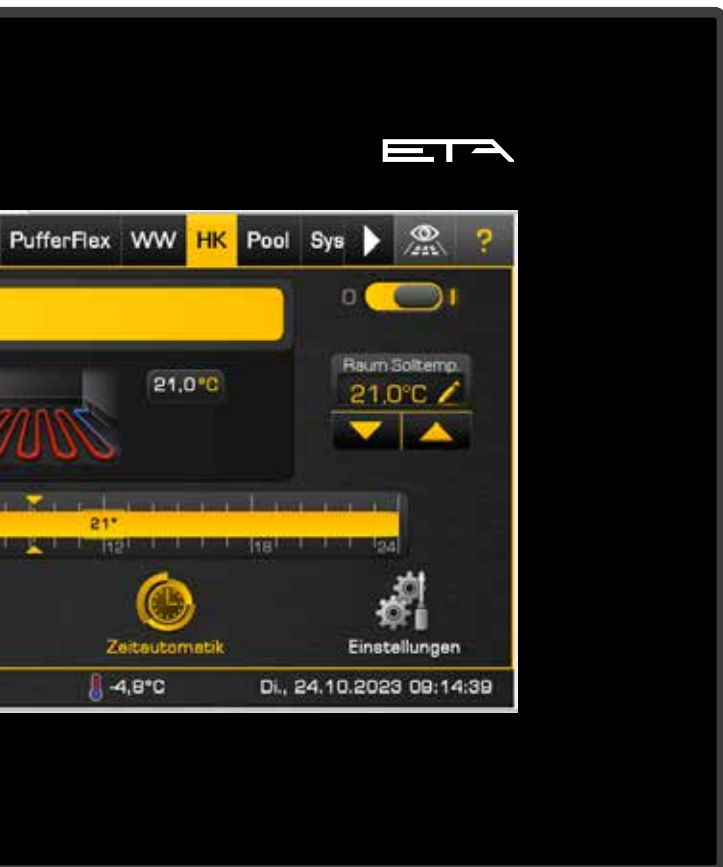 ETA
PufferFlex WW HK Pool Sys ?
0 I
Raum Solltemp.
21,0°C
21,0°C
21°
12 18 24
Zeitautomatik Einstellungen
-4,8°C Di., 24.10.2023 09:14:39